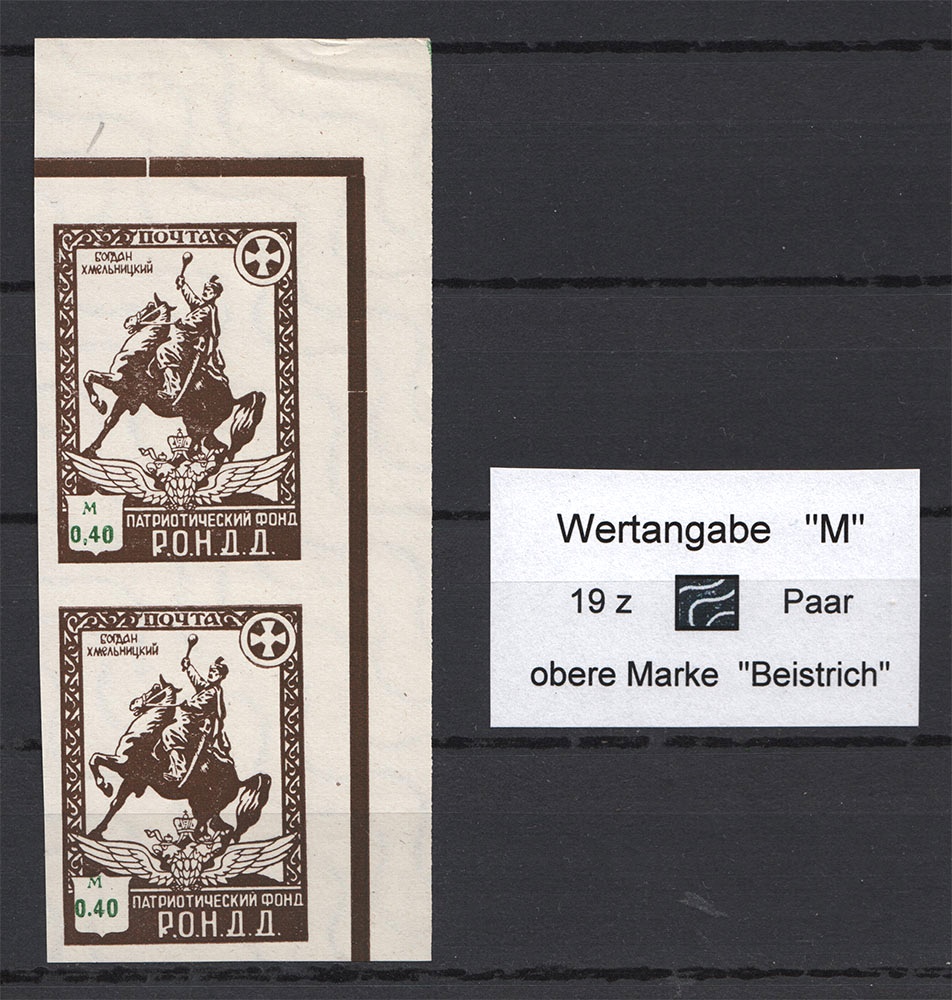 ПОЧТА
БОГДАН
ХМЕЛЬНИЦКИЙ
М
0,40
ПАТРИОТИЧЕСКИЙ ФОНД
Р.О.Н.Д.Д.
ПОЧТА
БОГДАН
ХМЕЛЬНИЦКИЙ
М
0.40
ПАТРИОТИЧЕСКИЙ ФОНД
Р.О.Н.Д.Д.
Wertangabe "M"
19 z Paar
obere Marke "Beistrich"